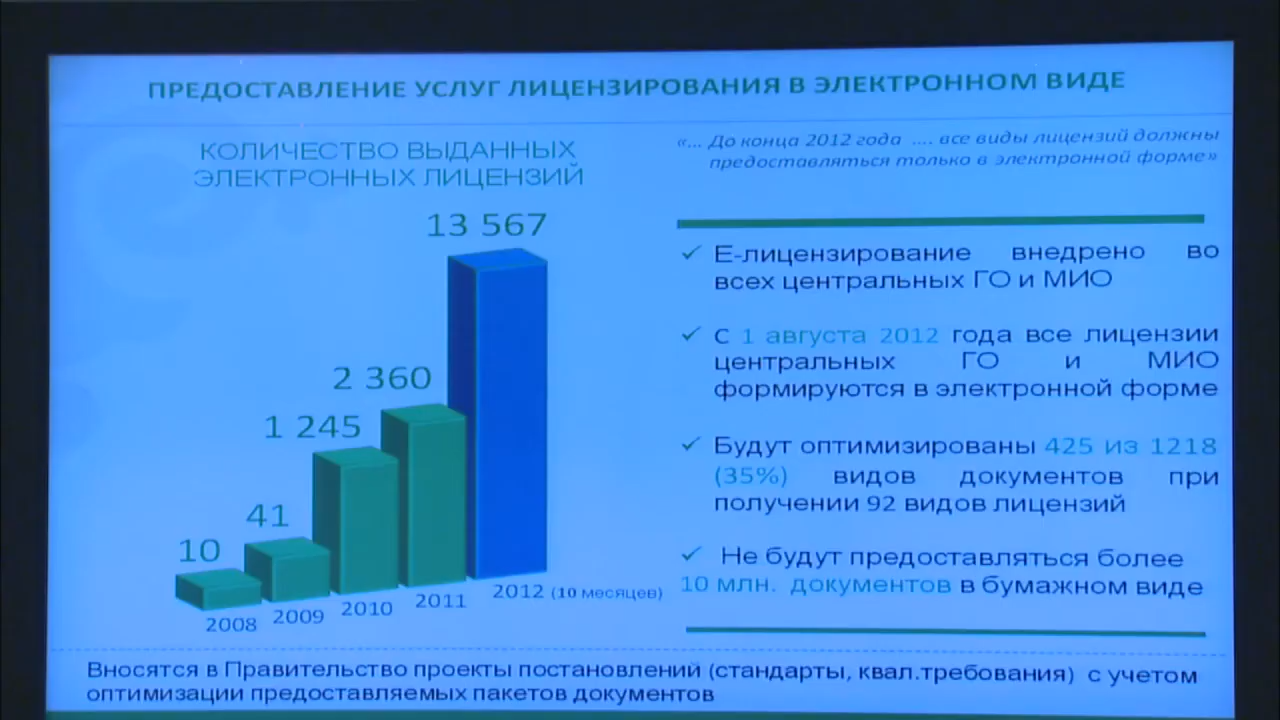 ПРЕДОСТАВЛЕНИЕ УСЛУГ ЛИЦЕНЗИРОВАНИЯ В ЭЛЕКТРОННОМ ВИДЕ
КОЛИЧЕСТВО ВЫДАННЫХ
ЭЛЕКТРОННЫХ ЛИЦЕНЗИЙ
13 567
2 360
1 245
41
10
2008
2009
2010
2011
2012 (10 месяцев)
«... До конца 2012 года .... все виды лицензий должны
предоставляться только в электронной форме»
✓ Е-лицензирование внедрено во
всех центральных ГО и МИО
✓ С 1 августа 2012 года все лицензии
центральных ГО и МИО
формируются в электронной форме
✓ Будут оптимизированы 425 из 1218
(35%) видов документов при
получении 92 видов лицензий
✓ Не будут предоставляться более
10 млн. документов в бумажном виде
Вносятся в Правительство проекты постановлений (стандарты, квал.требования) с учетом
оптимизации предоставляемых пакетов документов